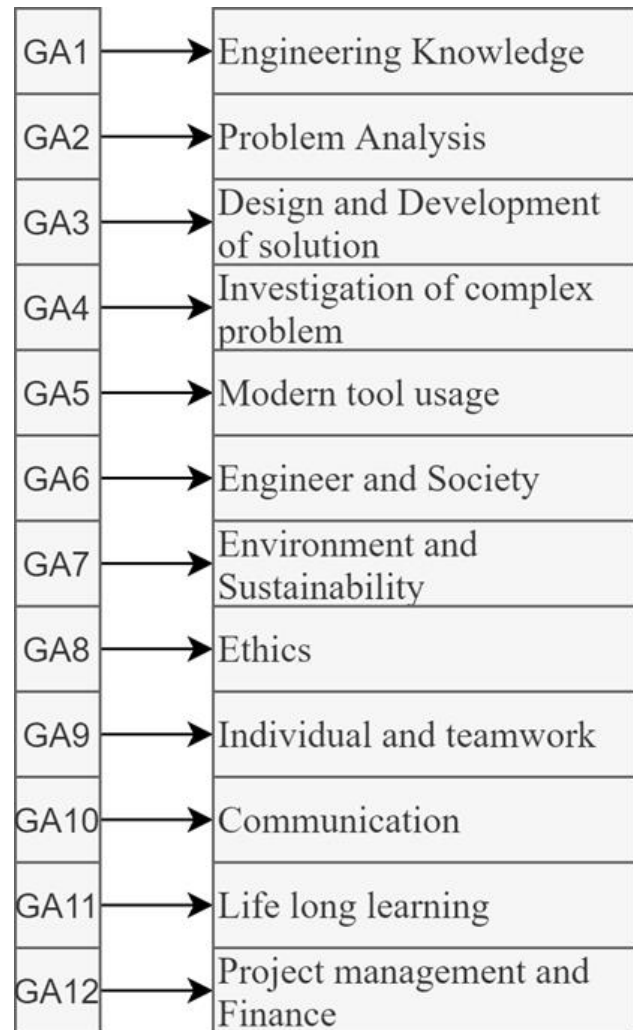 GA1 Engineering Knowledge
GA2 Problem Analysis
GA3 Design and Development
of solution
GA4 Investigation of complex
problem
GA5 Modern tool usage
GA6 Engineer and Society
GA7 Environment and
Sustainability
GA8 Ethics
GA9 Individual and teamwork
GA10 Communication
GA11 Life long learning
GA12 Project management and
Finance